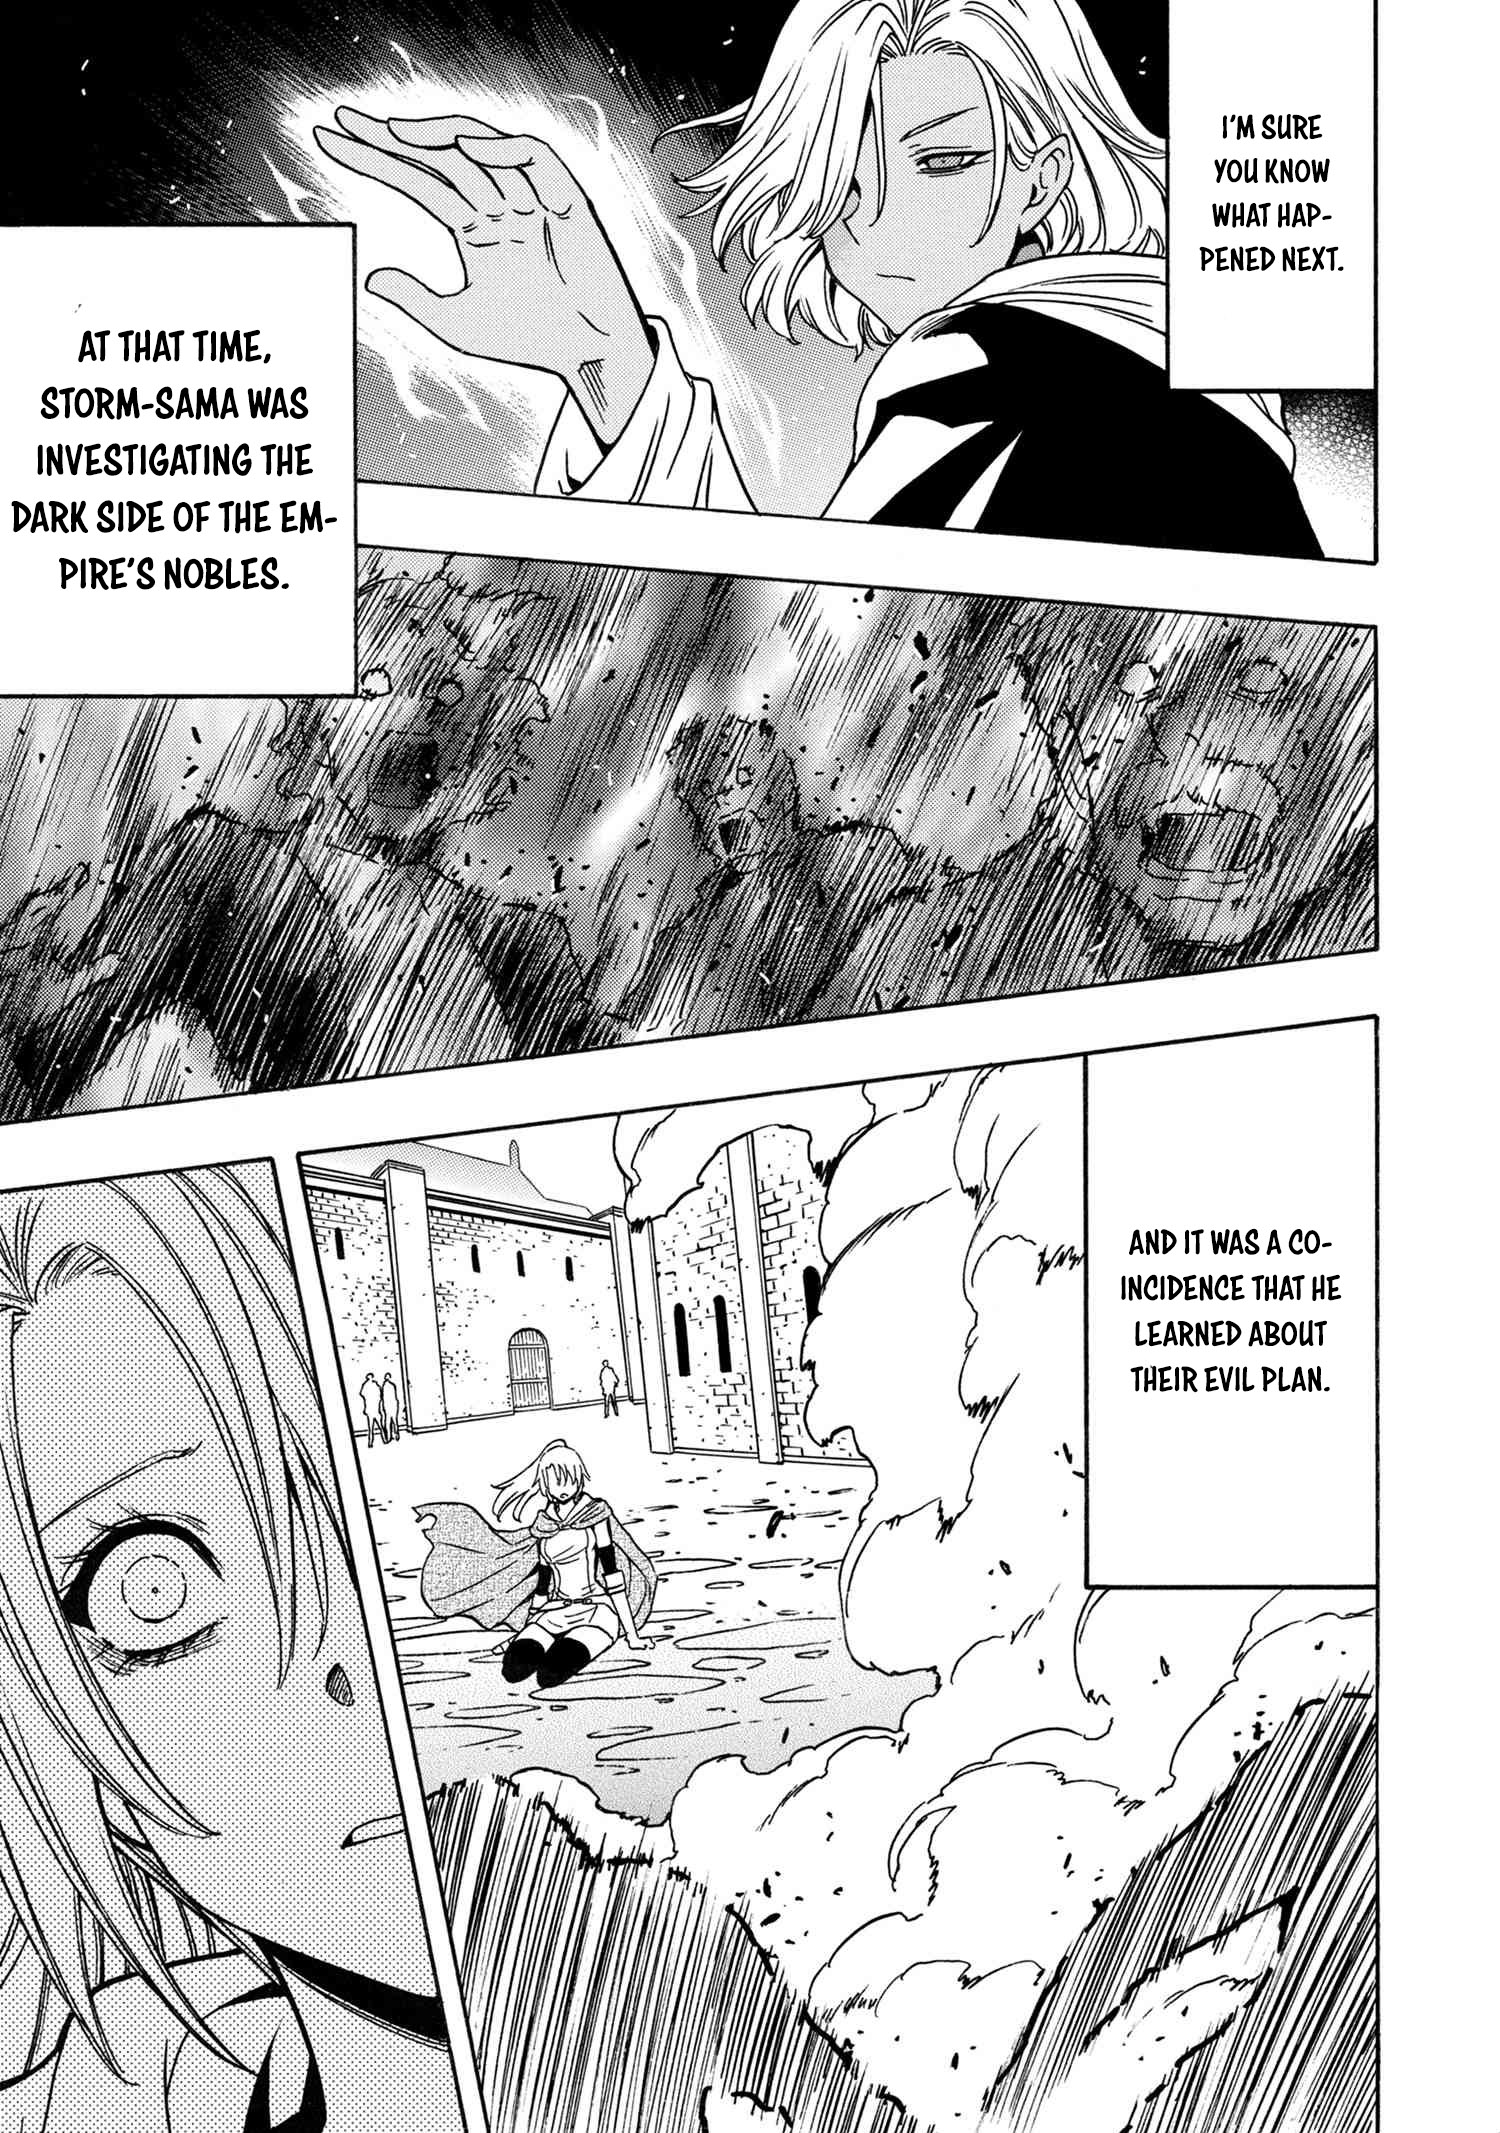 I'M SURE
YOU KNOW
WHAT HAP-
PENED NEXT.
AT THAT TIME,
STORM-SAMA WAS
INVESTIGATING THE
DARK SIDE OF THE EM-
PIRE'S NOBLES.
AND IT WAS A CO-
INCIDENCE THAT HE
LEARNED ABOUT
THEIR EVIL PLAN.